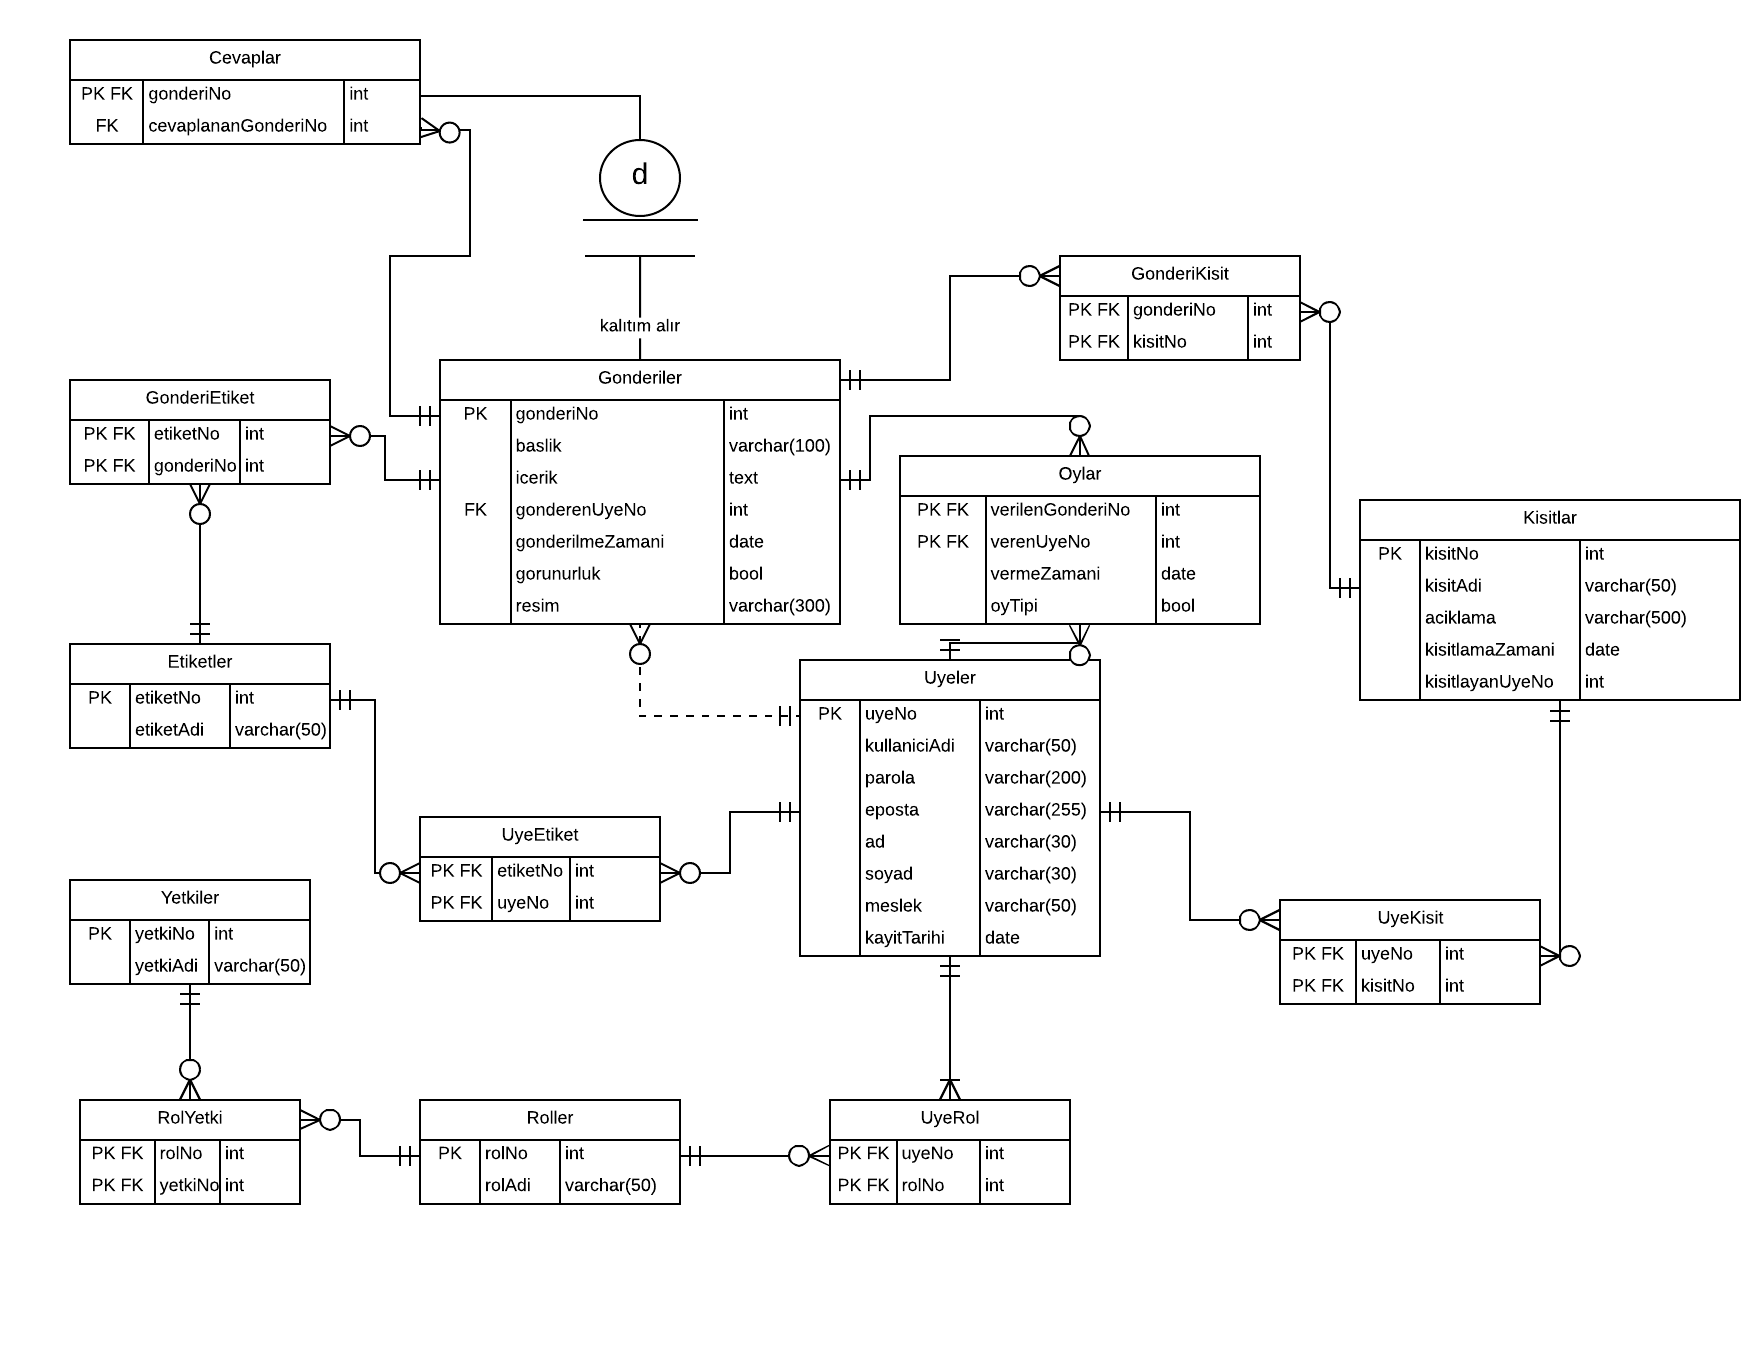 Cevaplar
PK FK gonderiNo int
FK cevaplananGonderiNo int
d
kalıtım alır
GonderiKisit
PK FK gonderiNo int
PK FK kisitNo int
Gonderiler
PK gonderiNo int
baslik varchar(100)
icerik text
FK gonderenUyeNo int
gonderilmeZamani date
gorunurluk bool
resim varchar(300)
GonderiEtiket
PK FK etiketNo int
PK FK gonderiNo int
Oylar
PK FK verilenGonderiNo int
PK FK verenUyeNo int
vermeZamani date
oyTipi bool
Kisitlar
PK kisitNo int
kisitAdi varchar(50)
aciklama varchar(500)
kisitlamaZamani date
kisitlayanUyeNo int
Etiketler
PK etiketNo int
etiketAdi varchar(50)
Uyeler
PK uyeNo int
kullaniciAdi varchar(50)
parola varchar(200)
eposta varchar(255)
ad varchar(30)
soyad varchar(30)
meslek varchar(50)
kayitTarihi date
UyeEtiket
PK FK etiketNo int
PK FK uyeNo int
Yetkiler
PK yetkiNo int
yetkiAdi varchar(50)
UyeKisit
PK FK uyeNo int
PK FK kisitNo int
RolYetki
PK FK rolNo int
PK FK yetkiNo int
Roller
PK rolNo int
rolAdi varchar(50)
UyeRol
PK FK uyeNo int
PK FK rolNo int